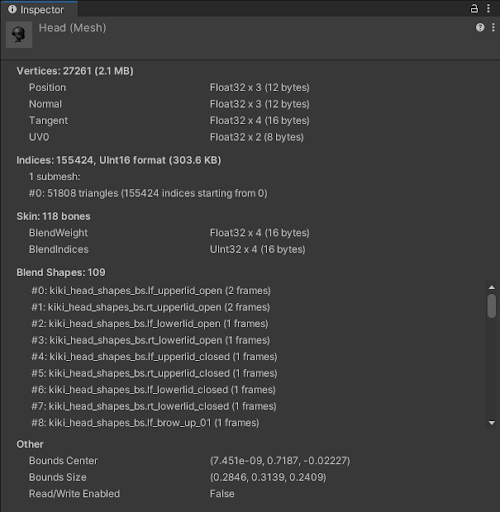 Inspector
Head (Mesh)
Vertices: 27261 (2.1 MB)
Position Float32 x 3 (12 bytes)
Normal Float32 x 3 (12 bytes)
Tangent Float32 x 4 (16 bytes)
UV0 Float32 x 2 (8 bytes)
Indices: 155424, UInt16 format (303.6 KB)
1 submesh:
#0: 51808 triangles (155424 indices starting from 0)
Skin: 118 bones
BlendWeight Float32 x 4 (16 bytes)
BlendIndices UInt32 x 4 (16 bytes)
Blend Shapes: 109
#0: kiki_head_shapes_bs.lf_upperlid_open (2 frames)
#1: kiki_head_shapes_bs.rt_upperlid_open (2 frames)
#2: kiki_head_shapes_bs.lf_lowerlid_open (1 frames)
#3: kiki_head_shapes_bs.rt_lowerlid_open (1 frames)
#4: kiki_head_shapes_bs.lf_upperlid_closed (1 frames)
#5: kiki_head_shapes_bs.rt_upperlid_closed (1 frames)
#6: kiki_head_shapes_bs.lf_lowerlid_closed (1 frames)
#7: kiki_head_shapes_bs.rt_lowerlid_closed (1 frames)
#8: kiki_head_shapes_bs.lf_brow_up_01 (1 frames)
Other
Bounds Center (7.451e-09, 0.7187, -0.02227)
Bounds Size (0.2846, 0.3139, 0.2409)
Read/Write Enabled False